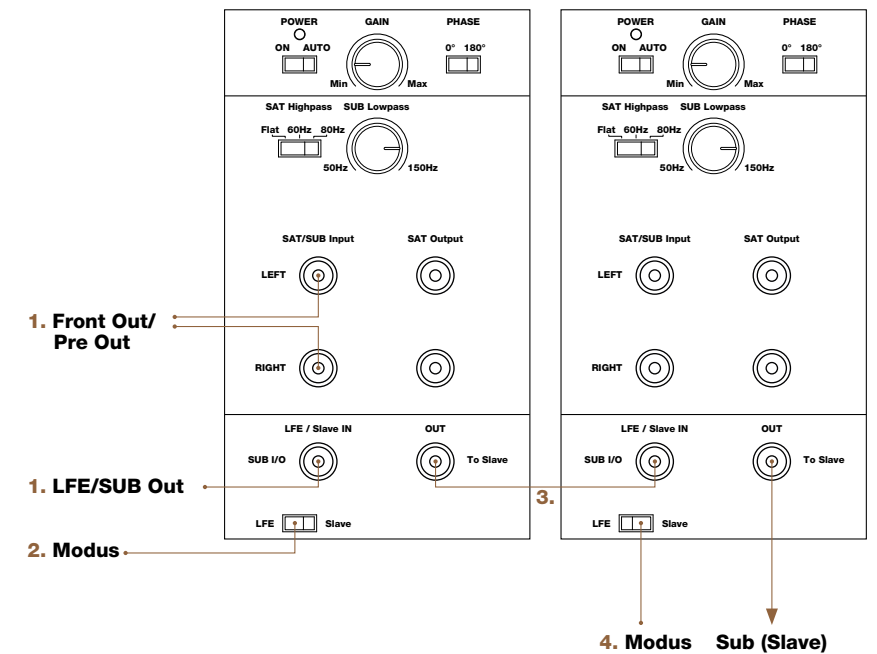 POWER GAIN PHASE
ON AUTO 0° 180°
Min Max
SAT Highpass SUB Lowpass
Flat 60Hz 80Hz
50Hz 150Hz
SAT/SUB Input SAT Output
LEFT
RIGHT
LFE / Slave IN OUT
SUB I/O To Slave
LFE Slave
POWER GAIN PHASE
ON AUTO 0° 180°
Min Max
SAT Highpass SUB Lowpass
Flat 60Hz 80Hz
50Hz 150Hz
SAT/SUB Input SAT Output
LEFT
RIGHT
LFE / Slave IN OUT
SUB I/O To Slave
LFE Slave
1. Front Out/
Pre Out
1. LFE/SUB Out
2. Modus
3.
4. Modus Sub (Slave)